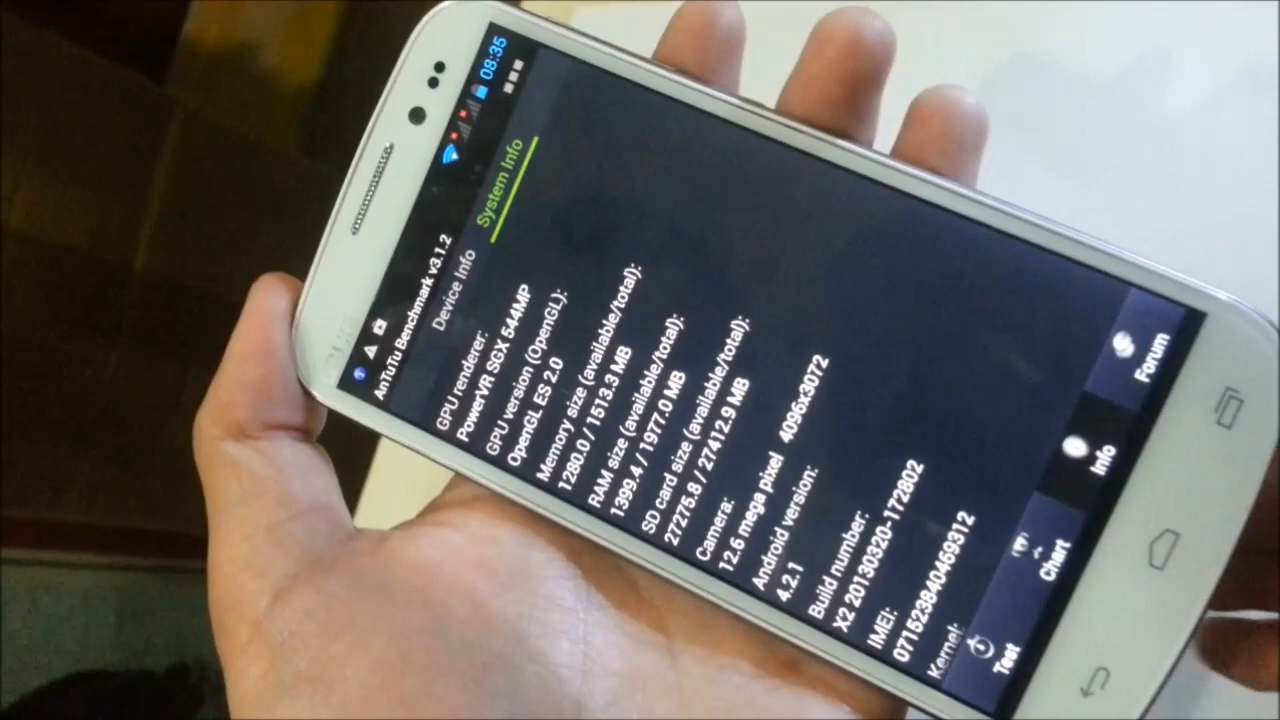 08:35
AnTuTu Benchmark v3.1.2
Device Info System Info
GPU renderer:
PowerVR SGX 544MP
GPU version (OpenGL):
OpenGL ES 2.0
Memory size (available/total):
1280.0 / 1513.3 MB
RAM size (available/total):
1399.4 / 1977.0 MB
SD card size (available/total):
27275.8 / 27412.9 MB
Camera:
12.6 mega pixel 4096x3072
Android version:
4.2.1
Build number:
X2 20130320-172802
IMEI:
071523840469312
Kernel:
Test Chart Info Forum